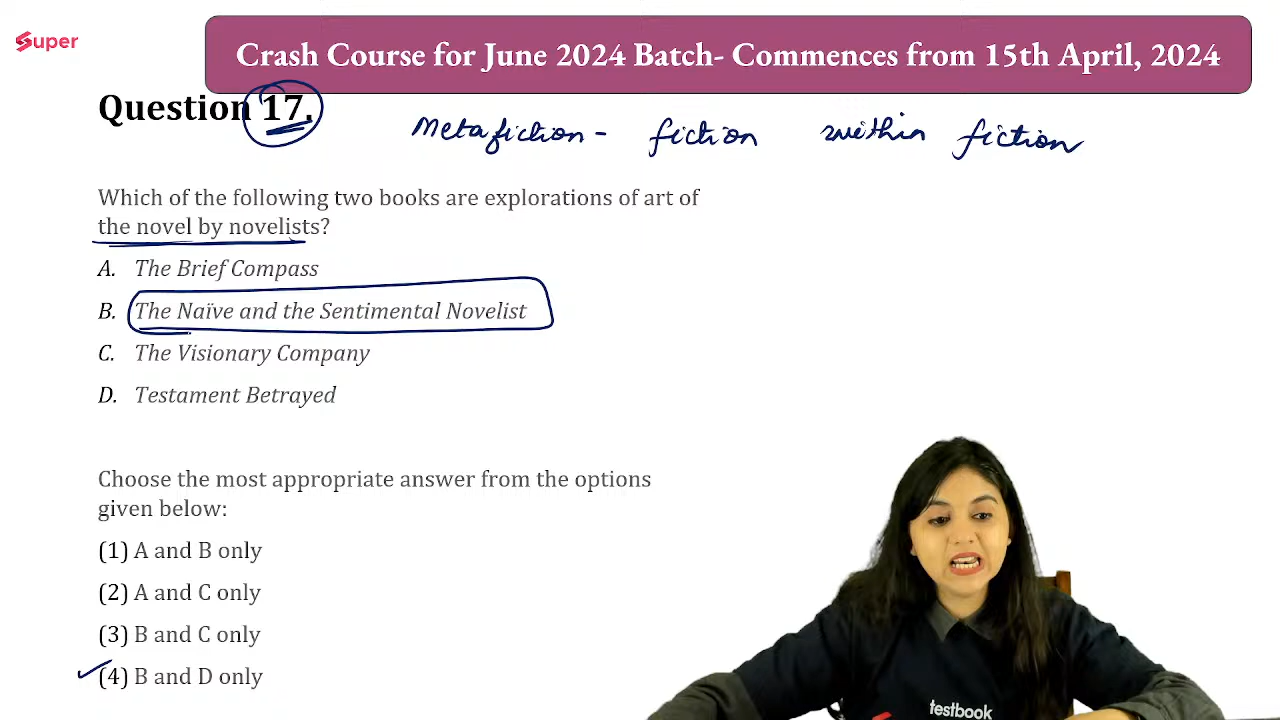 Super
Crash Course for June 2024 Batch- Commences from 15th April, 2024
Question 17.
Metafiction - fiction within fiction
Which of the following two books are explorations of art of
the novel by novelists?
A. The Brief Compass
B. The Naïve and the Sentimental Novelist
C. The Visionary Company
D. Testament Betrayed
Choose the most appropriate answer from the options
given below:
(1) A and B only
(2) A and C only
(3) B and C only
(4) B and D only
testbook